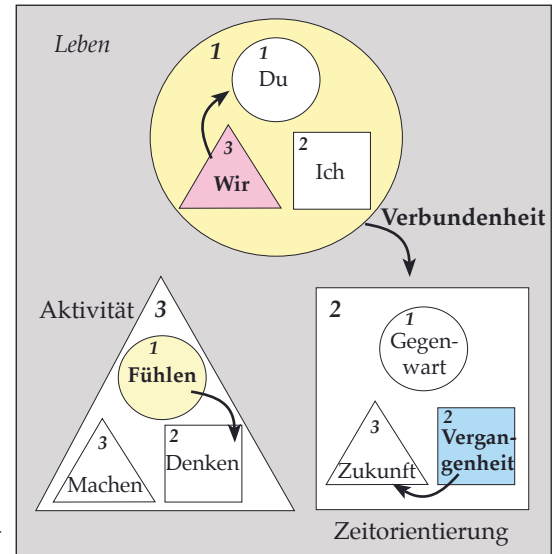 Leben
1
1
Du
3
Wir
2
Ich
Verbundenheit
Aktivität
3
1
Fühlen
3
Machen
2
Denken
2
1
Gegen-
wart
3
Zukunft
2
Vergan-
genheit
Zeitorientierung